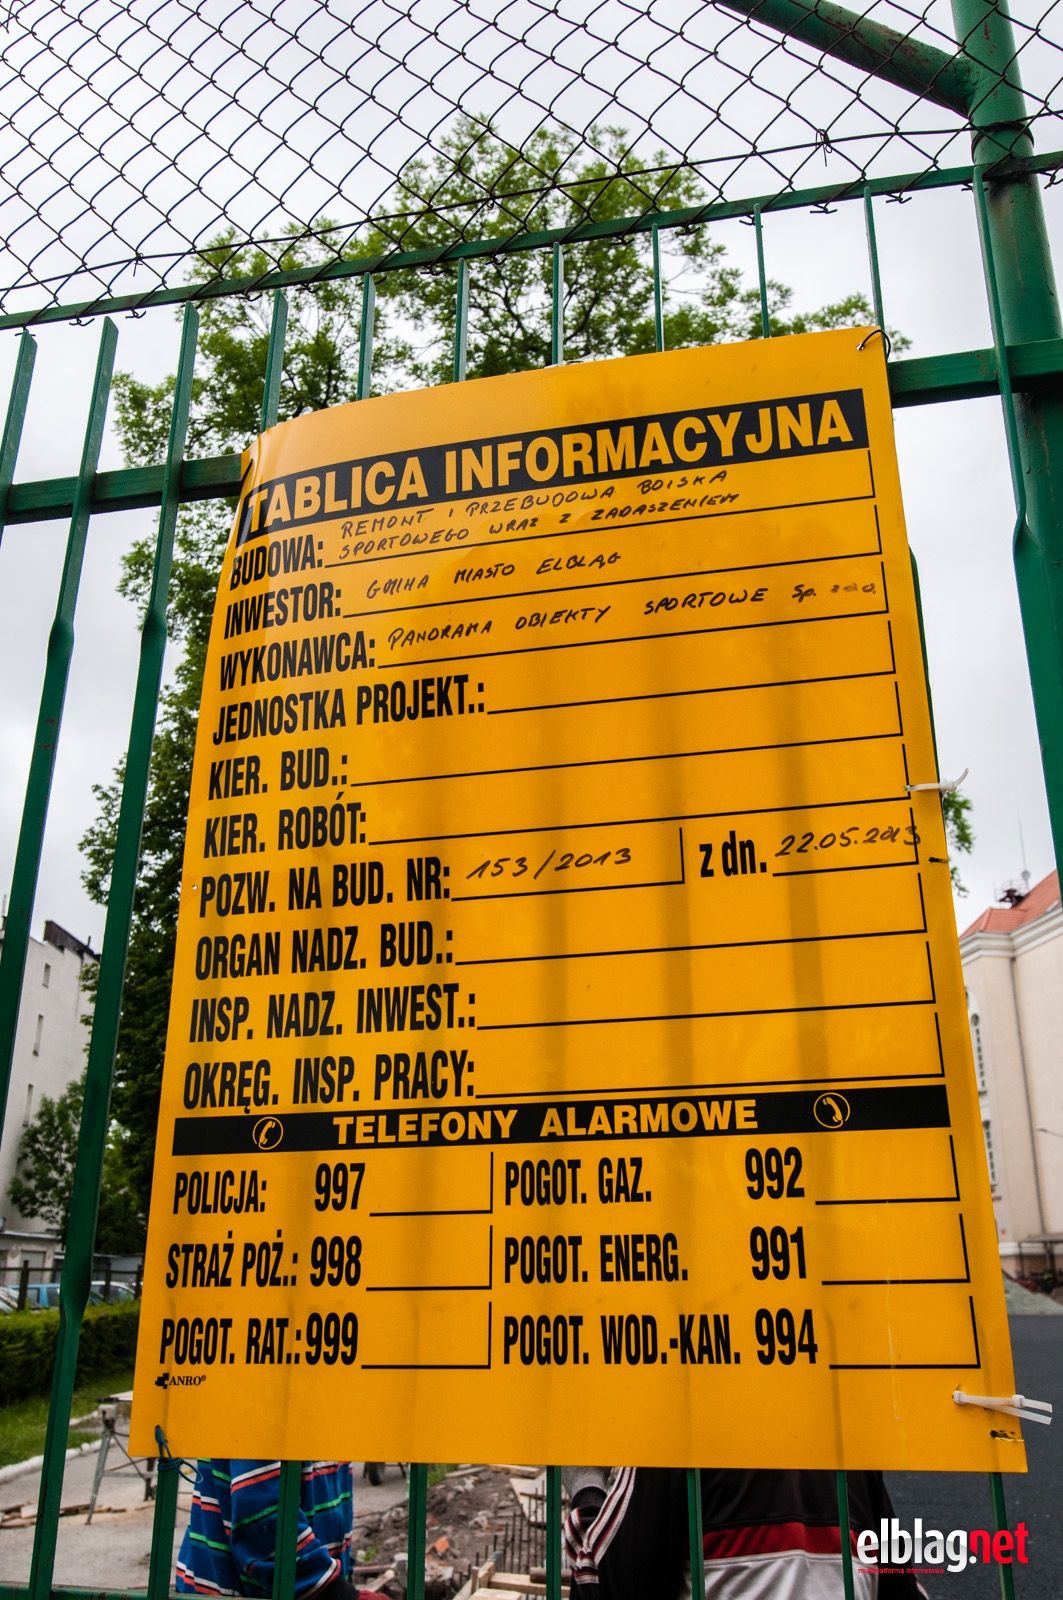 TABLICA INFORMACYJNA
BUDOWA: REMONT I PRZEBUDOWA BOISKA
SPORTOWEGO WRAZ Z ZADASZENIEM
INWESTOR: GMINA MIASTO ELBLĄG
WYKONAWCA: PANORAMA OBIEKTY SPORTOWE Sp. z o.o.
JEDNOSTKA PROJEKT.:
KIER. BUD.:
KIER. ROBÓT:
POZW. NA BUD. NR: 153/2013 z dn. 22.05.2013
ORGAN NADZ. BUD.:
INSP. NADZ. INWEST.:
OKRĘG. INSP. PRACY:
TELEFONY ALARMOWE
POLICJA: 997 POGOT. GAZ. 992
STRAŻ POŻ.: 998 POGOT. ENERG. 991
POGOT. RAT.: 999 POGOT. WOD.-KAN. 994
ANRO®
elbląg.net
multiplatforma internetowa